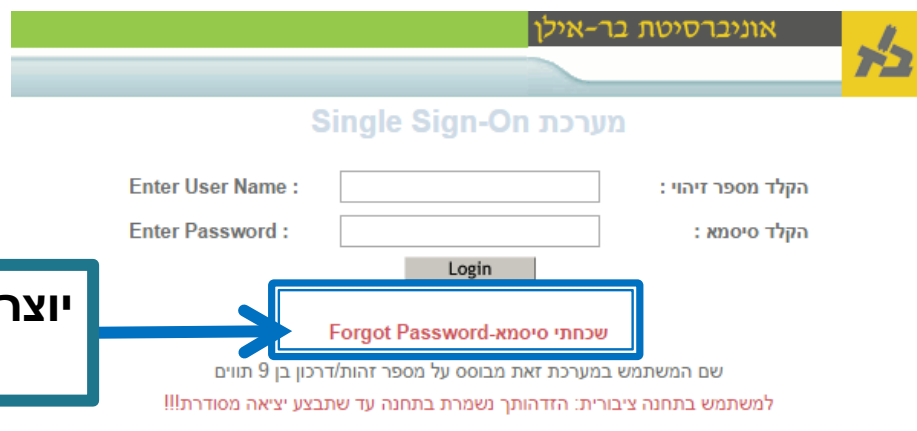 אוניברסיטת בר-אילן
מערכת Single Sign-On
Enter User Name : הקלד מספר זיהוי :
Enter Password : הקלד סיסמא :
Login
יוצר
שכחתי סיסמא-Forgot Password
שם המשתמש במערכת זאת מבוסס על מספר זהות/דרכון בן 9 תווים
למשתמש בתחנה ציבורית: הזדהותך נשמרת בתחנה עד שתבצע יציאה מסודרת!!!